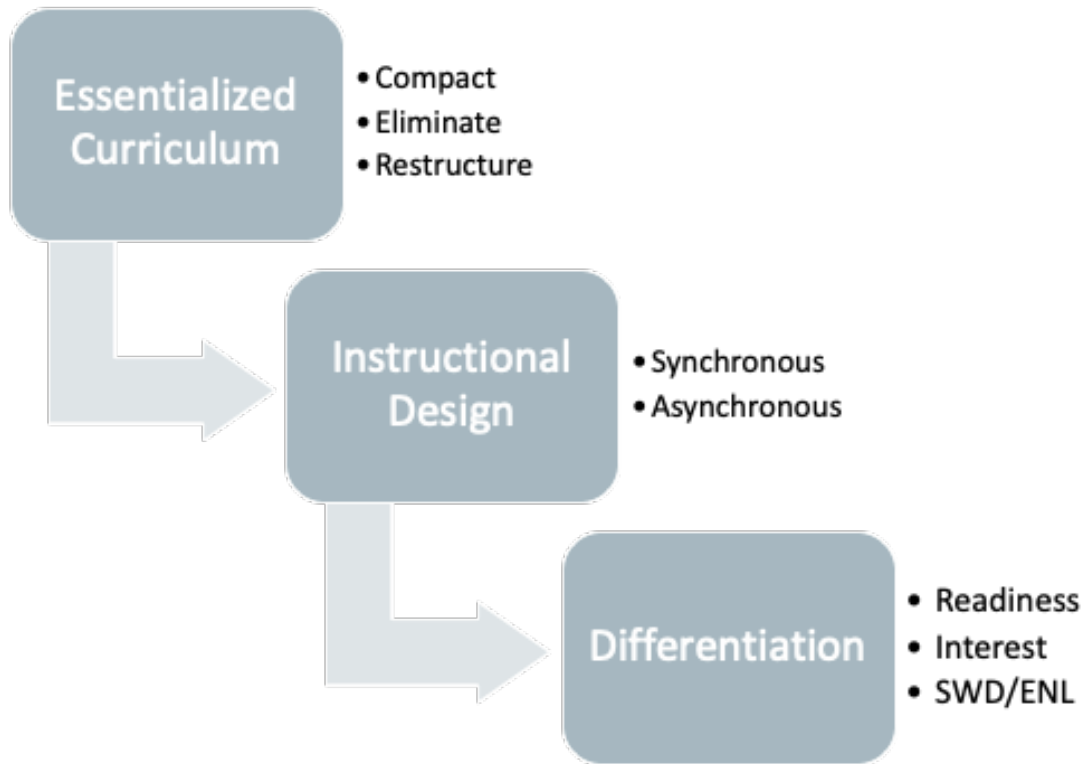 Essentialized
Curriculum
• Compact
• Eliminate
• Restructure
Instructional
Design
• Synchronous
• Asynchronous
Differentiation
• Readiness
• Interest
• SWD/ENL